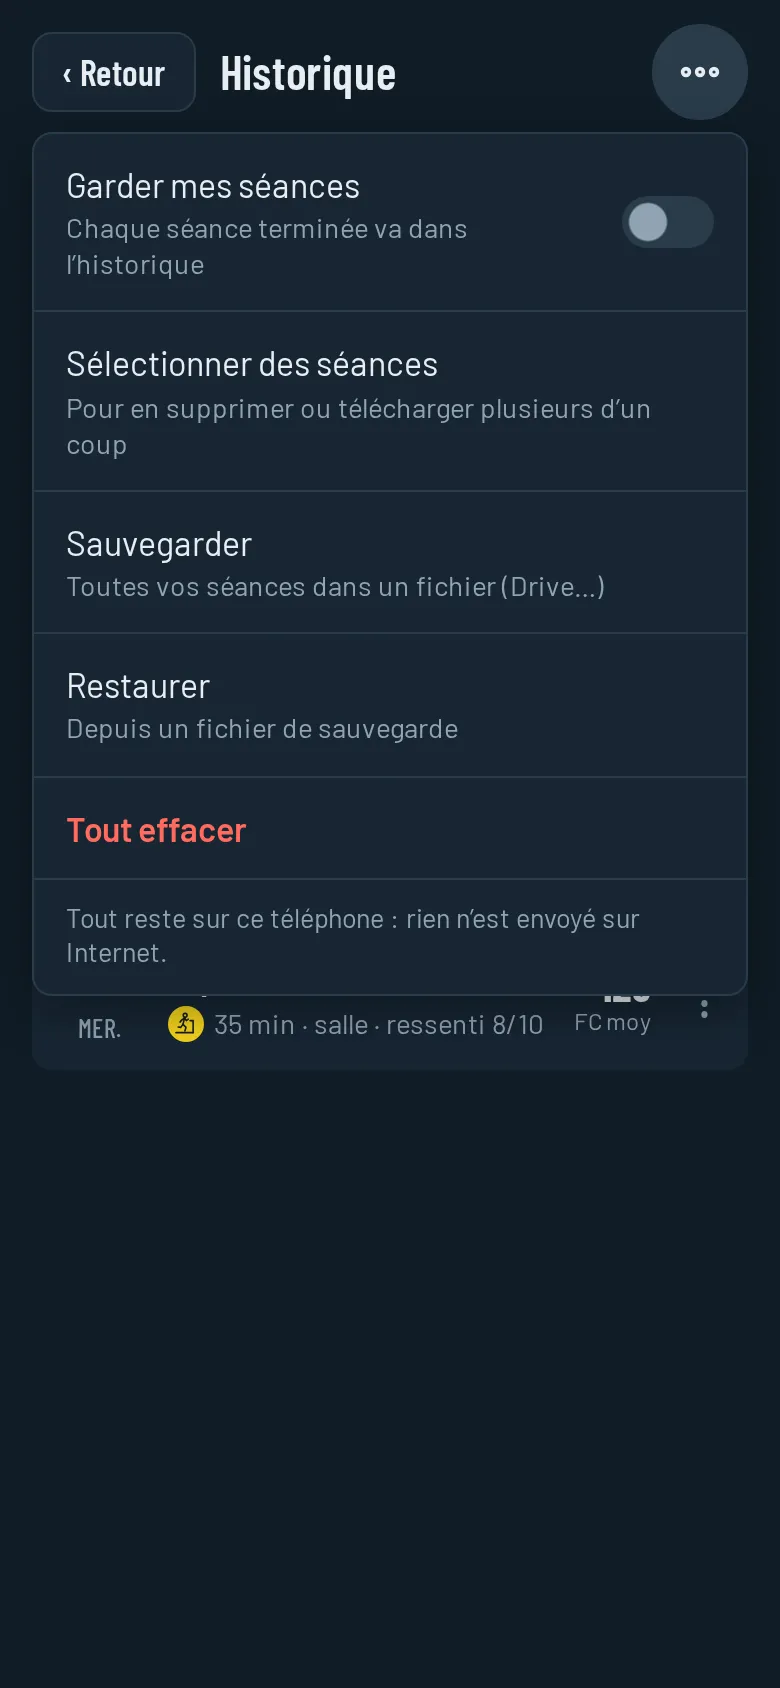 ‹ Retour
Historique
Garder mes séances
Chaque séance terminée va dans
l’historique
Sélectionner des séances
Pour en supprimer ou télécharger plusieurs d’un
coup
Sauvegarder
Toutes vos séances dans un fichier (Drive…)
Restaurer
Depuis un fichier de sauvegarde
Tout effacer
Tout reste sur ce téléphone : rien n’est envoyé sur
Internet.
MER.
35 min · salle · ressenti 8/10
FC moy